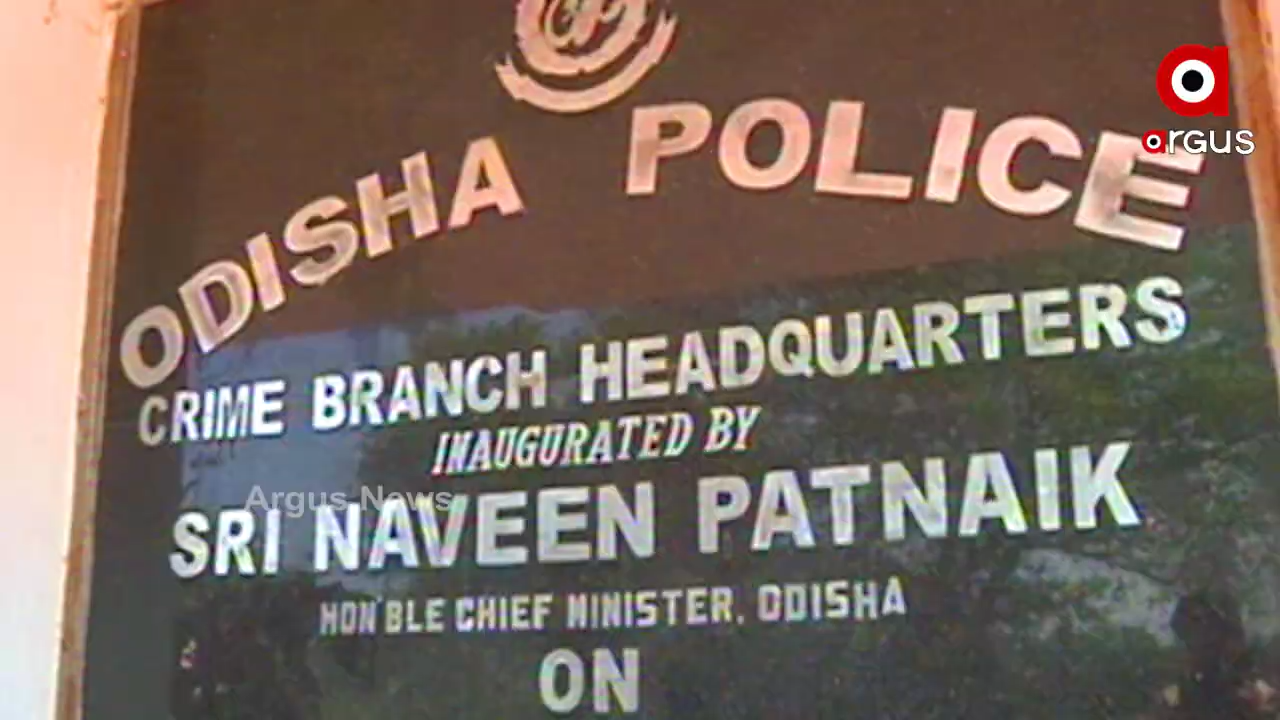 argus
ODISHA POLICE
CRIME BRANCH HEADQUARTERS
INAUGURATED BY
SRI NAVEEN PATNAIK
Argus News
HON'BLE CHIEF MINISTER, ODISHA
ON